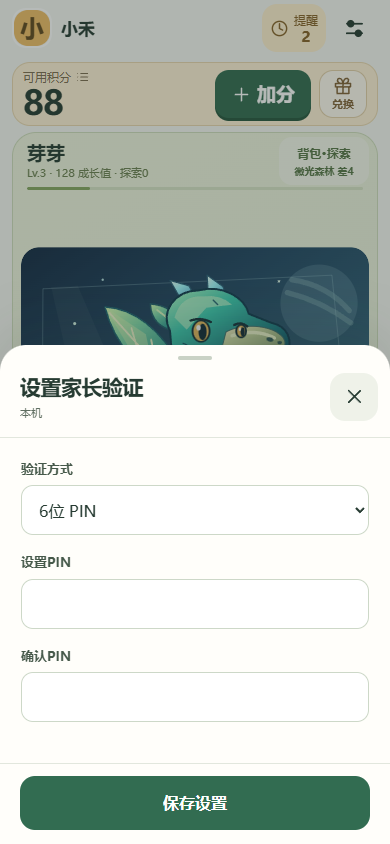 小 小禾
提醒
2
可用积分
88
加分
兑换
芽芽
Lv.3 · 128 成长值 · 探索0
背包•探索
微光森林 差4
设置家长验证
本机
验证方式
6位 PIN
设置PIN
确认PIN
保存设置